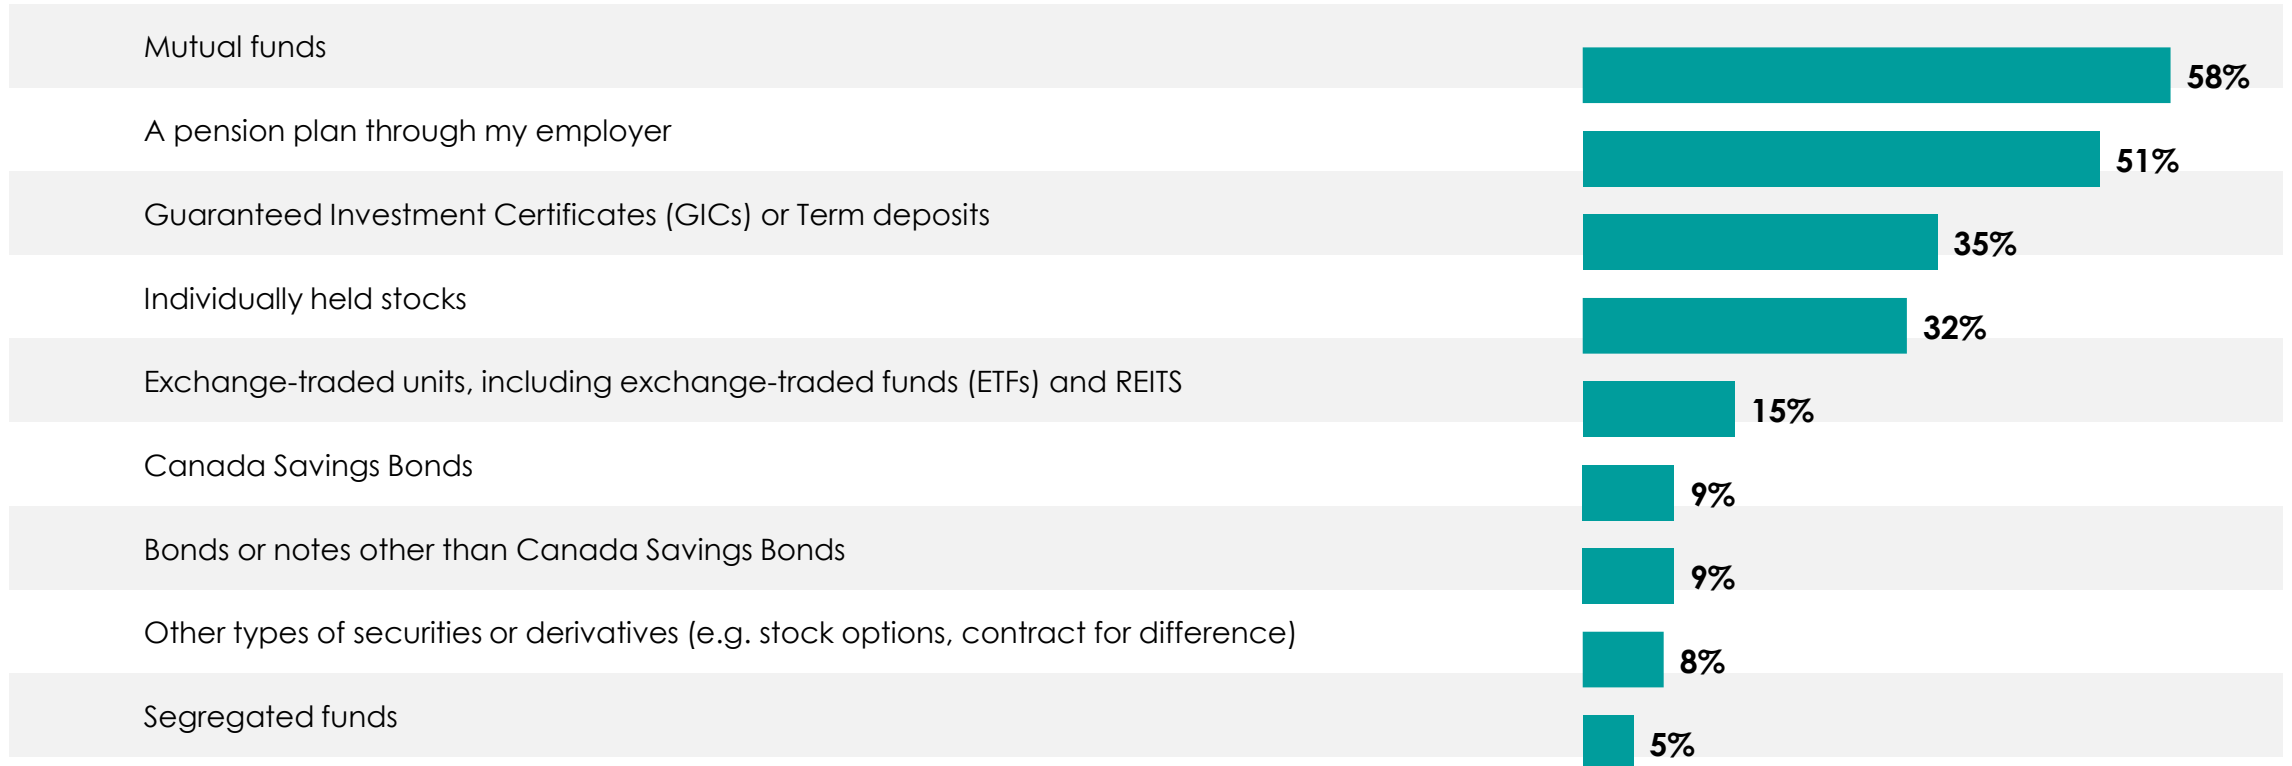 Mutual funds
58%
A pension plan through my employer
51%
Guaranteed Investment Certificates (GICs) or Term deposits
35%
Individually held stocks
32%
Exchange-traded units, including exchange-traded funds (ETFs) and REITS
15%
Canada Savings Bonds
9%
Bonds or notes other than Canada Savings Bonds
9%
Other types of securities or derivatives (e.g. stock options, contract for difference)
8%
Segregated funds
5%